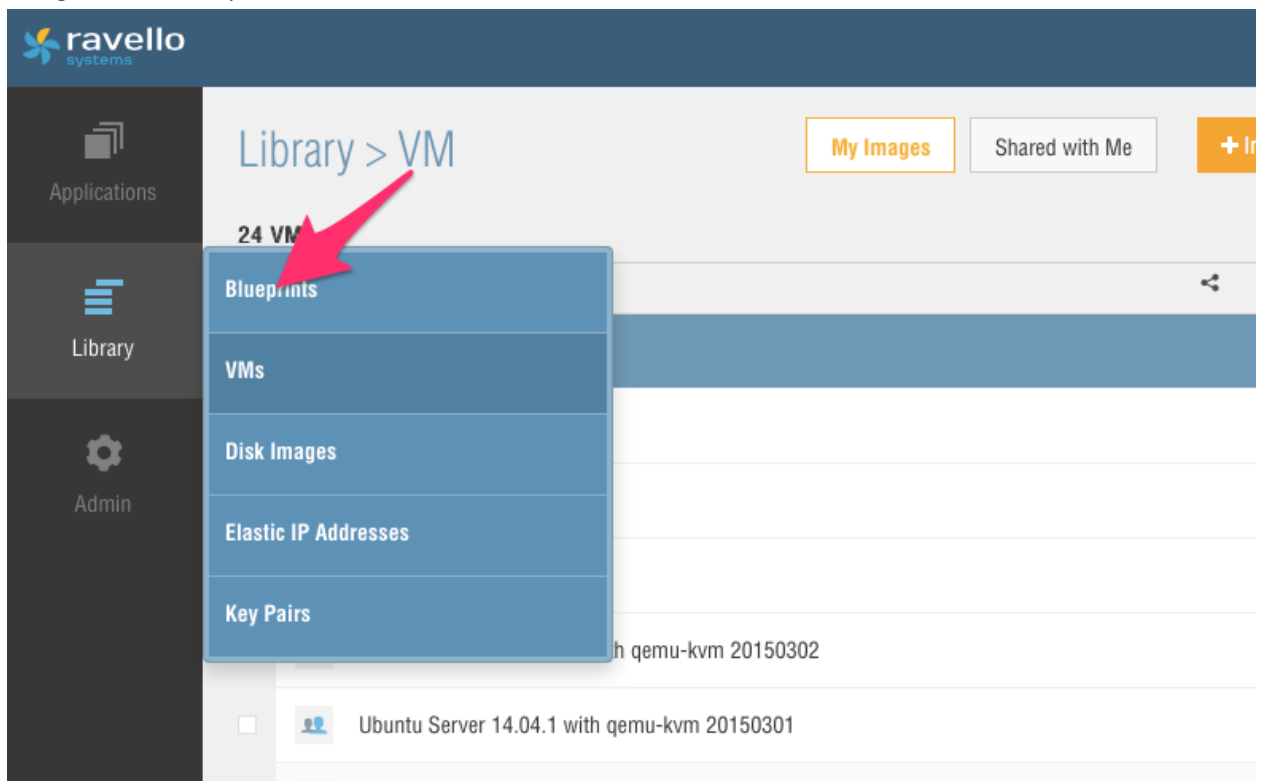 ravello
systems
Applications
Library > VM
My Images
Shared with Me
24
Blueprints
VMs
Library
Disk Images
Admin
Elastic IP Addresses
Key Pairs
qemu-kvm 20150302
Ubuntu Server 14.04.1 with qemu-kvm 20150301